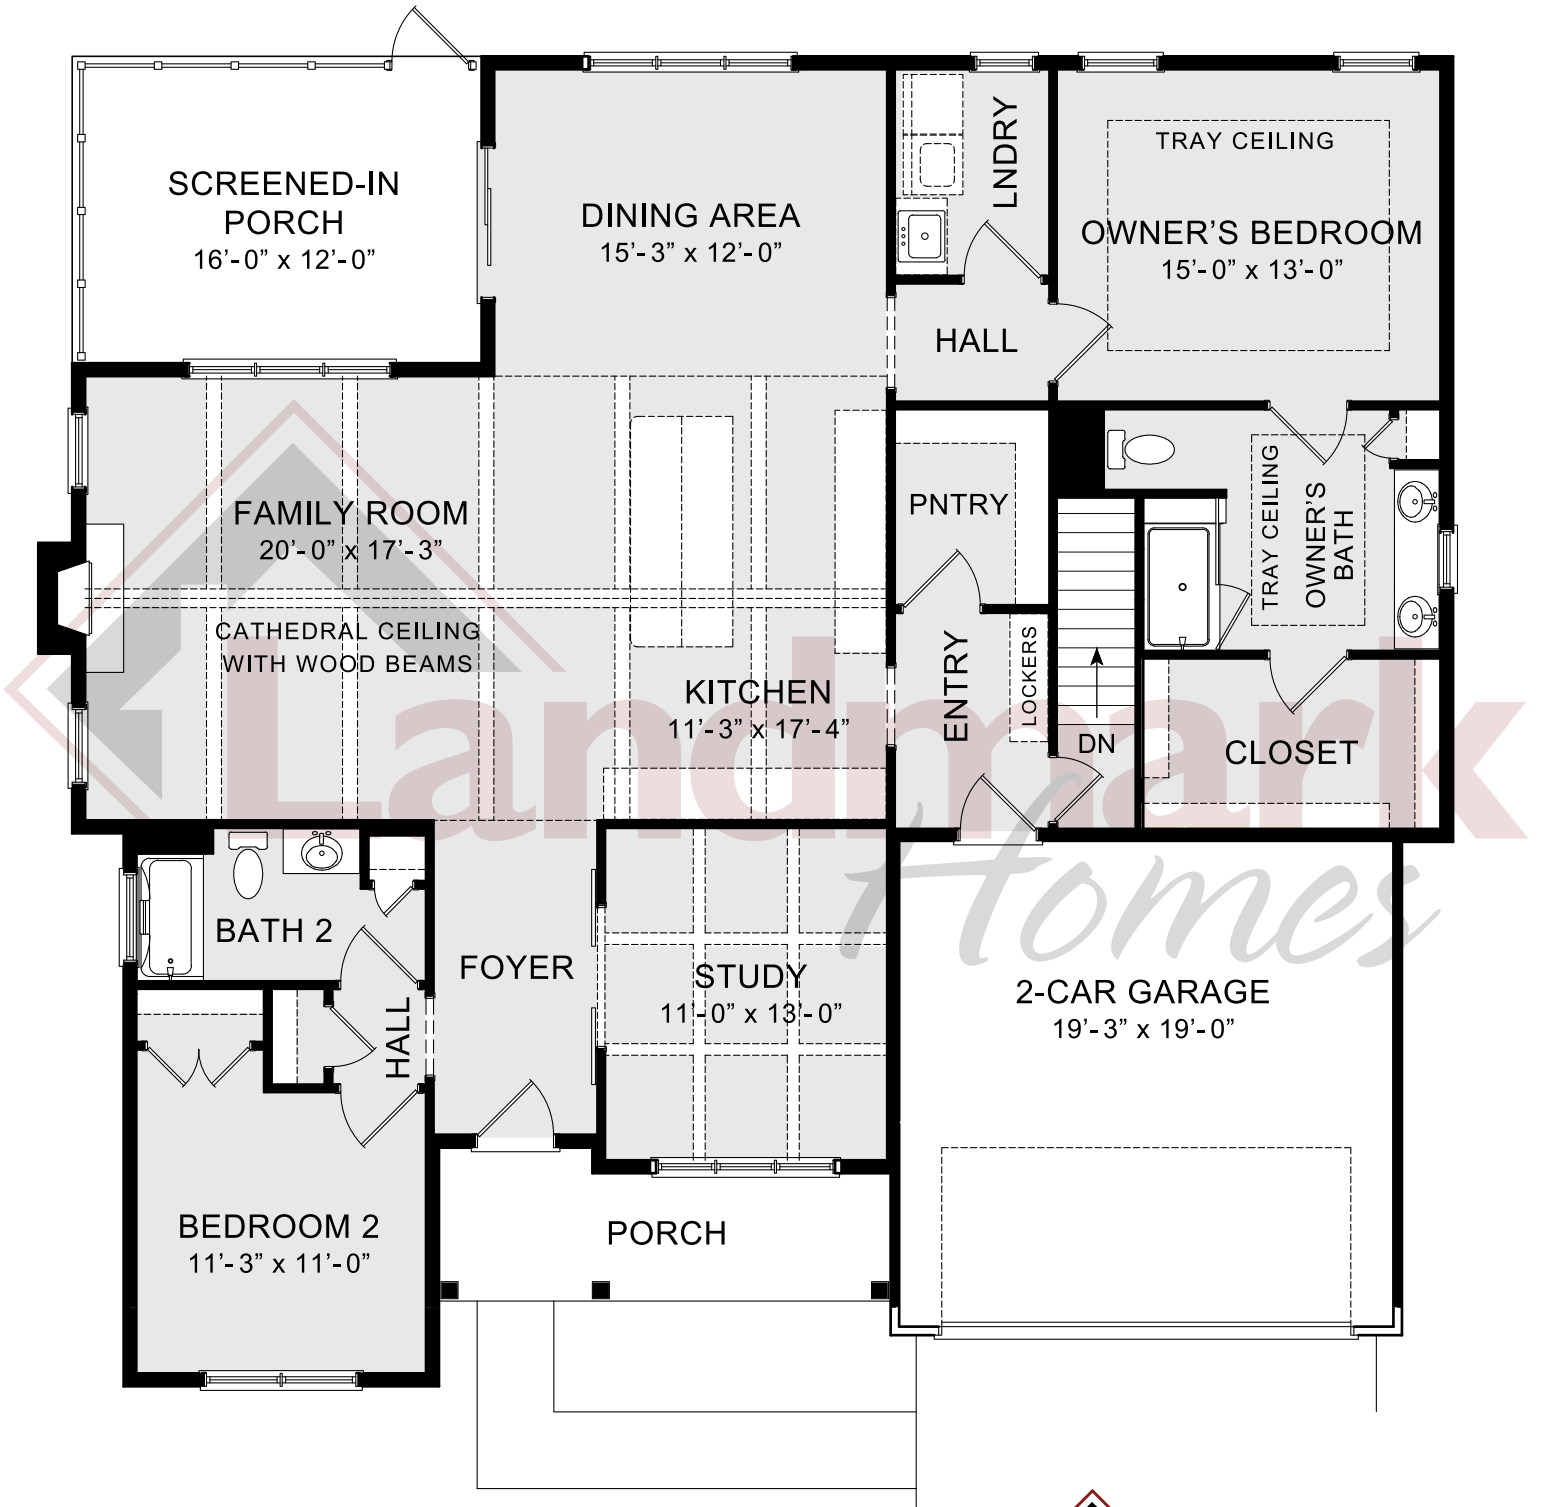 SCREENED-IN
PORCH
16'-0" x 12'-0"
DINING AREA
15'-3" x 12'-0"
LNDRY
TRAY CEILING
OWNER'S BEDROOM
15'-0" x 13'-0"
HALL
FAMILY ROOM
20'-0" x 17'-3"
CATHEDRAL CEILING
WITH WOOD BEAMS
KITCHEN
11'-3" x 17'-4"
PNTRY
ENTRY
LOCKERS
DN
TRAY CEILING
OWNER'S
BATH
CLOSET
Landmark
Homes
BATH 2
HALL
FOYER
STUDY
11'-0" x 13'-0"
2-CAR GARAGE
19'-3" x 19'-0"
BEDROOM 2
11'-3" x 11'-0"
PORCH